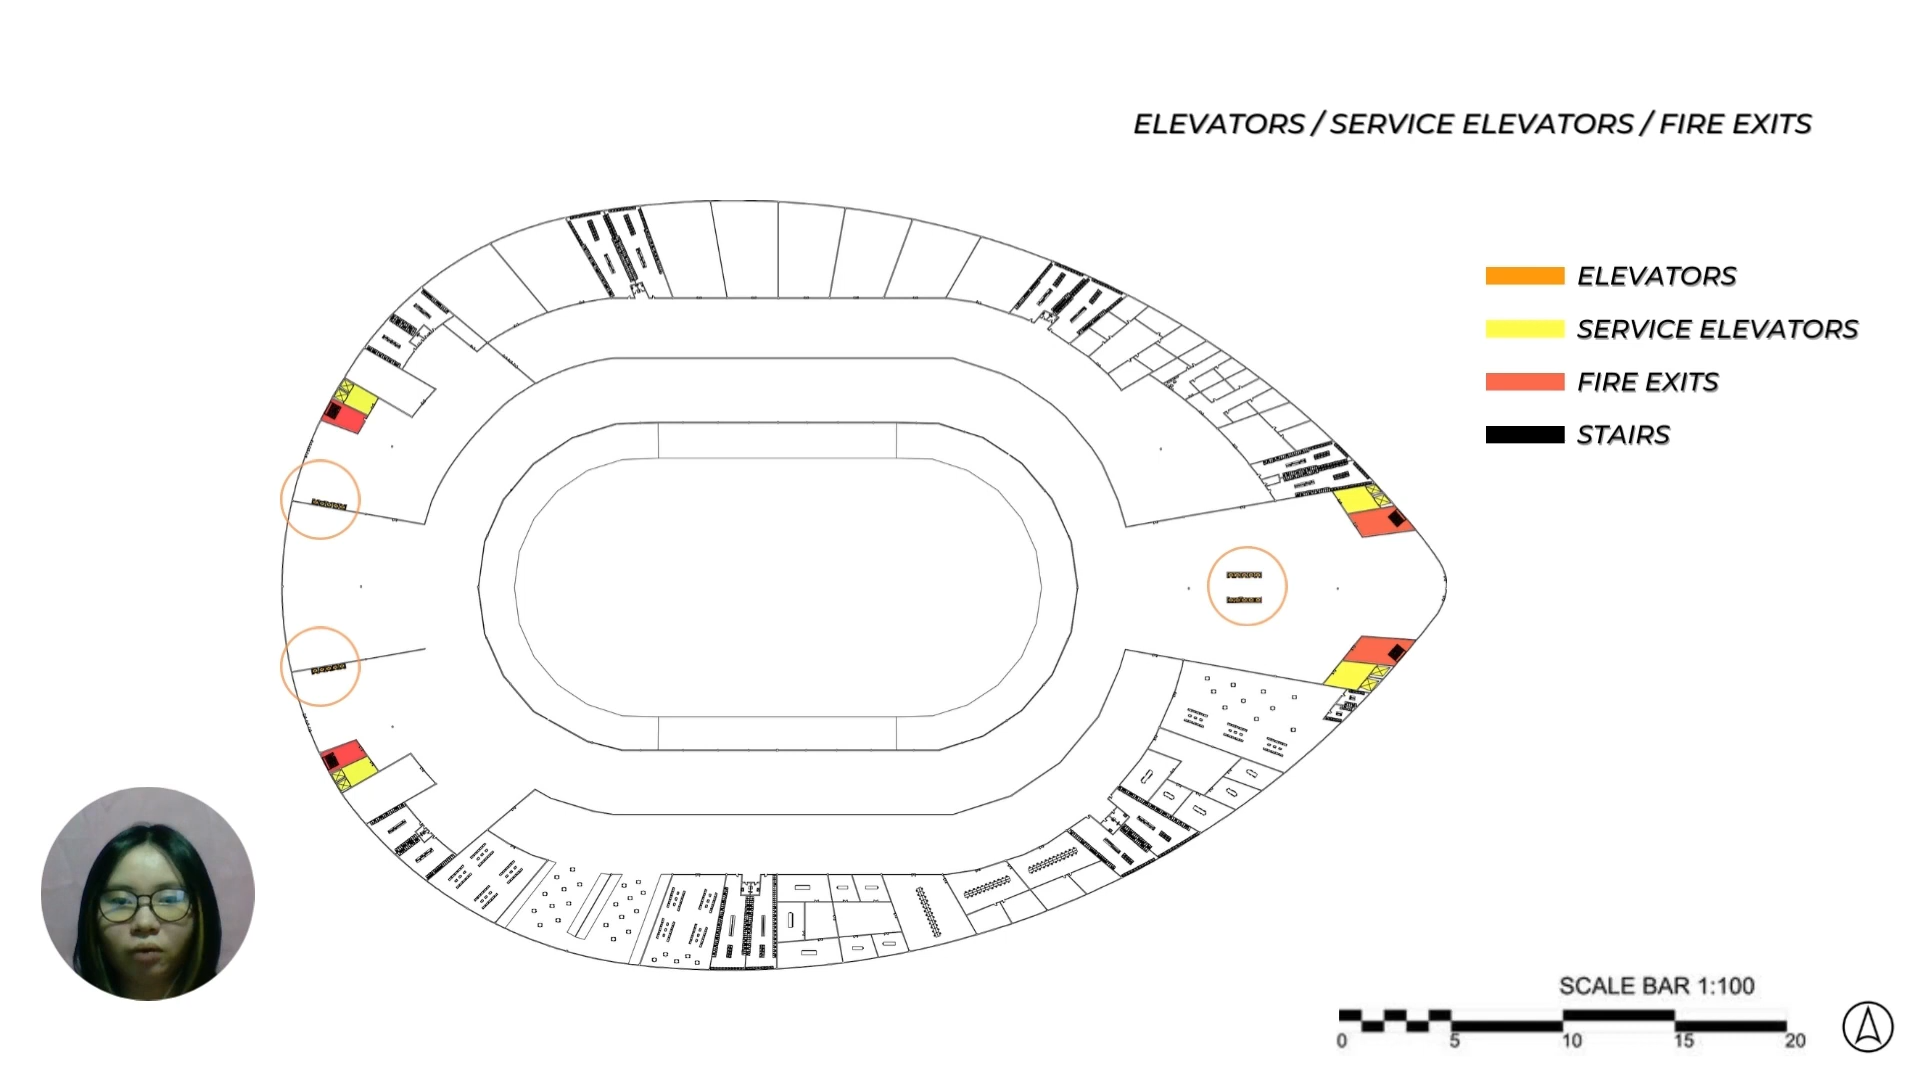 ELEVATORS / SERVICE ELEVATORS / FIRE EXITS
ELEVATORS
SERVICE ELEVATORS
FIRE EXITS
STAIRS
SCALE BAR 1:100
0 5 10 15 20